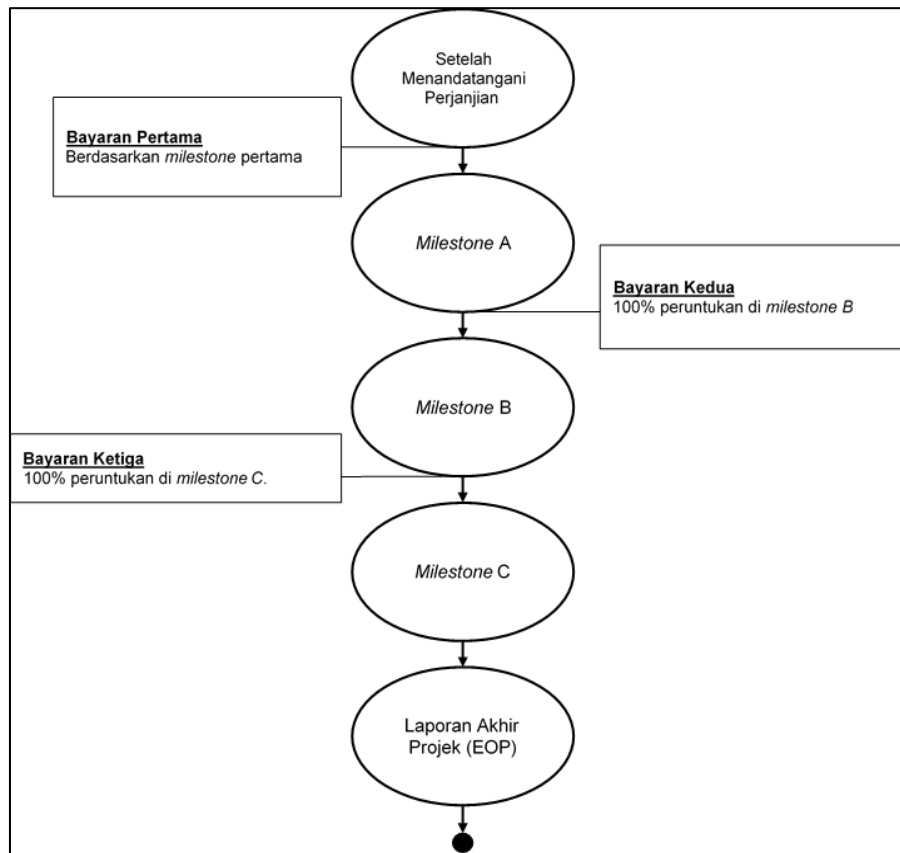 Setelah
Menandatangani
Perjanjian
Bayaran Pertama
Berdasarkan milestone pertama
Milestone A
Bayaran Kedua
100% peruntukan di milestone B
Milestone B
Bayaran Ketiga
100% peruntukan di milestone C.
Milestone C
Laporan Akhir
Projek (EOP)